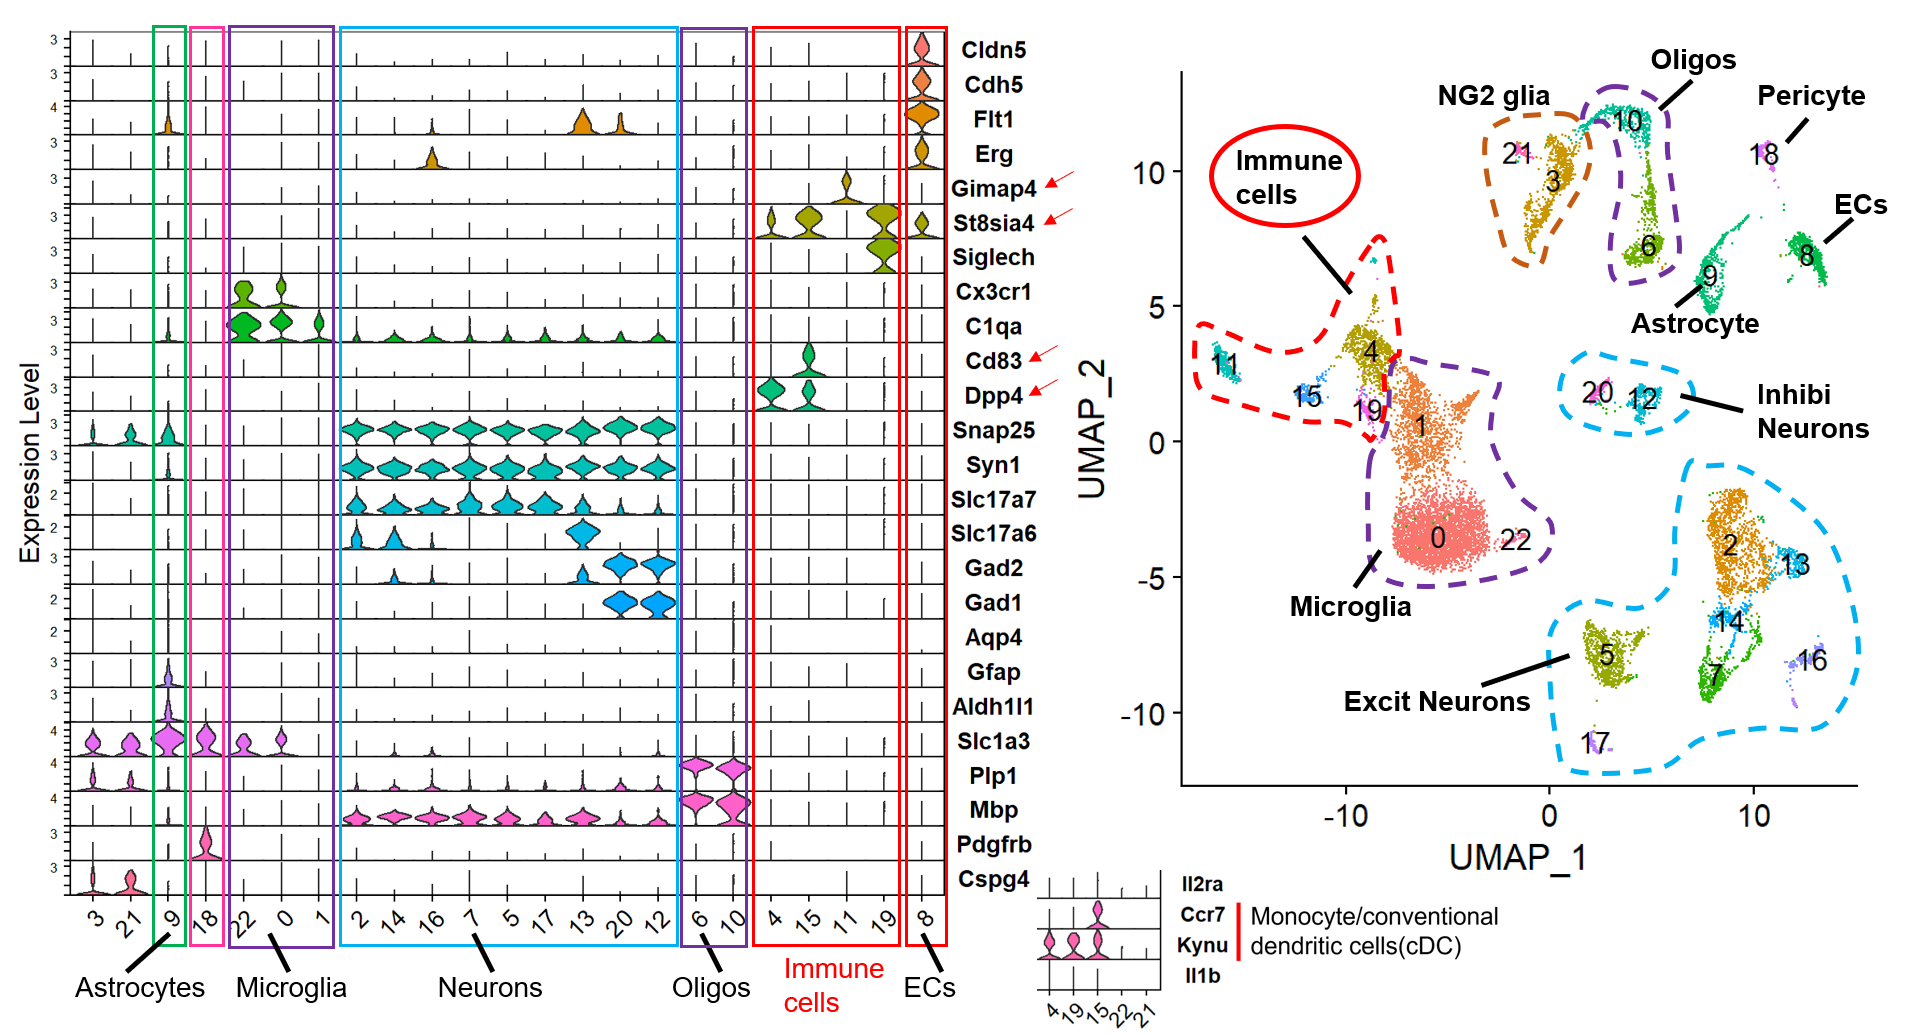 Expression Level
3
3
4
3
3
3
3
3
3
3
3
3
3
2
2
3
2
2
3
3
4
4
4
3
3
Cldn5
Cdh5
Flt1
Erg
Gimap4
St8sia4
Siglech
Cx3cr1
C1qa
Cd83
Dpp4
Snap25
Syn1
Slc17a7
Slc17a6
Gad2
Gad1
Aqp4
Gfap
Aldh1l1
Slc1a3
Plp1
Mbp
Pdgfrb
Cspg4
3 21 9 18 22 0 1 2 14 16 7 5 17 13 20 12 6 10 4 15 11 19 8
Astrocytes
Microglia
Neurons
Oligos
Immune
cells
ECs
Il2ra
Ccr7
Kynu
Il1b
4 19 15 22 21
Monocyte/conventional
dendritic cells(cDC)
UMAP_2
10
5
0
-5
-10
-10 0 10
UMAP_1
Oligos
NG2 glia
Pericyte
Immune
cells
ECs
Astrocyte
Inhibi
Neurons
Microglia
Excit Neurons
10
21
3
18
6
8
9
4
11
15
19
1
20
12
0
22
2
13
14
5
7
16
17